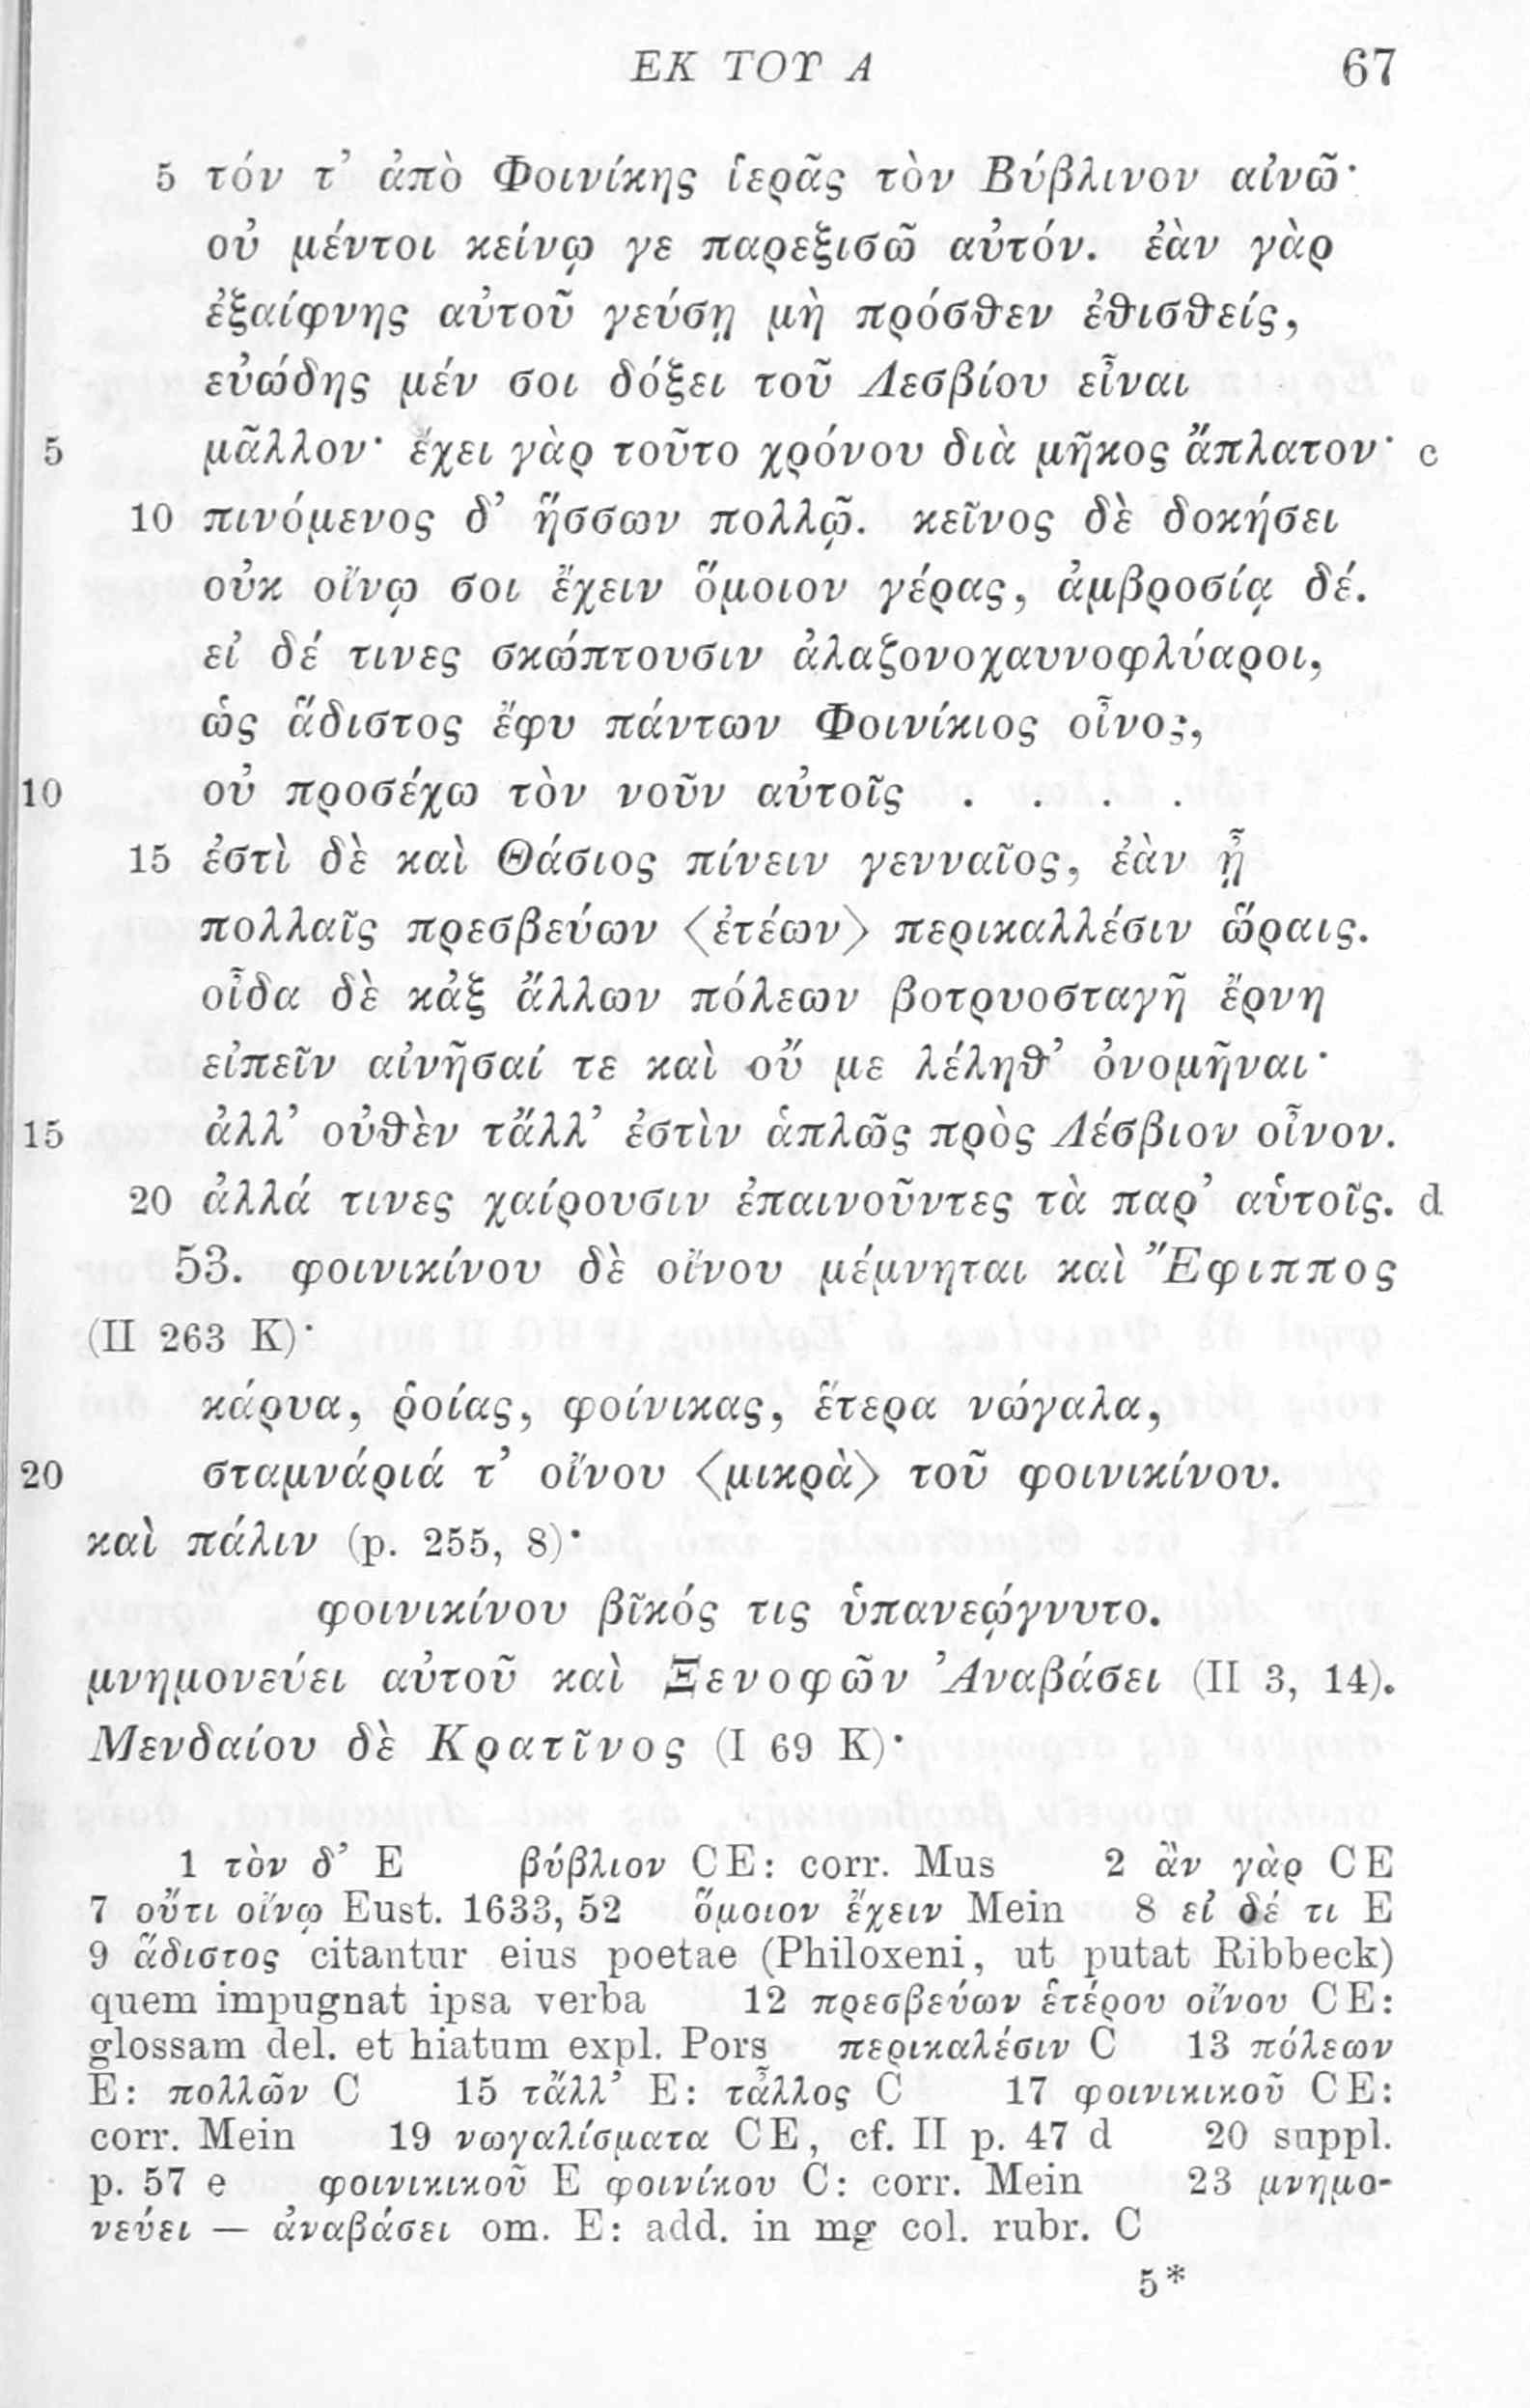 ΕΚ ΤΟΥ Α 67
5 τόν τ’ ἀπὸ Φοινίκης ἱερᾶς τὸν Βύβλινον αἰνῶ·
οὐ μέντοι κείνῳ γε παρεξισῶ αὐτόν. ἐὰν γὰρ
ἐξαίφνης αὐτοῦ γεύσῃ μὴ πρόσθεν ἐθισθείς,
εὐώδης μέν σοι δόξει τοῦ Λεσβίου εἶναι
5 μᾶλλον· ἔχει γὰρ τοῦτο χρόνου διὰ μῆκος ἄπλατον· c
10 πινόμενος δ’ ἥσσων πολλῷ. κεῖνος δὲ δοκήσει
οὐκ οἴνῳ σοι ἔχειν ὅμοιον γέρας, ἀμβροσίᾳ δέ.
εἰ δέ τινες σκώπτουσιν ἀλαζονοχαυνοφλύαροι,
ὡς ἅδιστος ἔφυ πάντων Φοινίκιος οἶνος,
10 οὐ προσέχω τὸν νοῦν αὐτοῖς . . . .
15 ἐστὶ δὲ καὶ Θάσιος πίνειν γενναῖος, ἐὰν ᾖ
πολλαῖς πρεσβεύων 〈ἐτέων〉 περικαλλέσιν ὥραις.
οἶδα δὲ κἀξ ἄλλων πόλεων βοτρυοσταγῆ ἔρνη
εἰπεῖν αἰνῆσαί τε καὶ οὔ με λέληθ’ ὀνομῆναι·
15 ἀλλ’ οὐθὲν τἄλλ’ ἐστὶν ἁπλῶς πρὸς Λέσβιον οἶνον.
20 ἀλλά τινες χαίρουσιν ἐπαινοῦντες τὰ παρ’ αὑτοῖς. d
53. φοινικίνου δὲ οἴνου μέμνηται καὶ Ἔφιππος
(II 263 K)·
κάρυα, ῥοίας, φοίνικας, ἕτερα νώγαλα,
20 σταμνάριά τ’ οἴνου 〈μικρὰ〉 τοῦ φοινικίνου.
καὶ πάλιν (p. 255, 8)·
φοινικίνου βῖκός τις ὑπανεῴγνυτο.
μνημονεύει αὐτοῦ καὶ Ξενοφῶν Ἀναβάσει (II 3, 14).
Μενδαίου δὲ Κρατῖνος (I 69 K)·
1 τὸν δ’ E βύβλιον CE: corr. Mus 2 ἂν γὰρ CE
7 οὔτι οἴνῳ Eust. 1633, 52 ὅμοιον ἔχειν Mein 8 εἰ δέ τι E
9 ἅδιστος citantur eius poetae (Philoxeni, ut putat Ribbeck)
quem impugnat ipsa verba 12 πρεσβεύων ἑτέρου οἴνου CE:
glossam del. et hiatum expl. Pors περικαλέσιν C 13 πόλεων
E: πολλῶν C 15 τἄλλ’ E: τἆλλος C 17 φοινικικοῦ CE:
corr. Mein 19 νωγαλίσματα CE, cf. II p. 47 d 20 suppl.
p. 57 e φοινικικοῦ E φοινίκου C: corr. Mein 23 μνημο-
νεύει — ἀναβάσει om. E: add. in mg col. rubr. C
5*